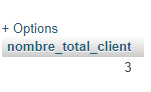 + Options
nombre_total_client
3